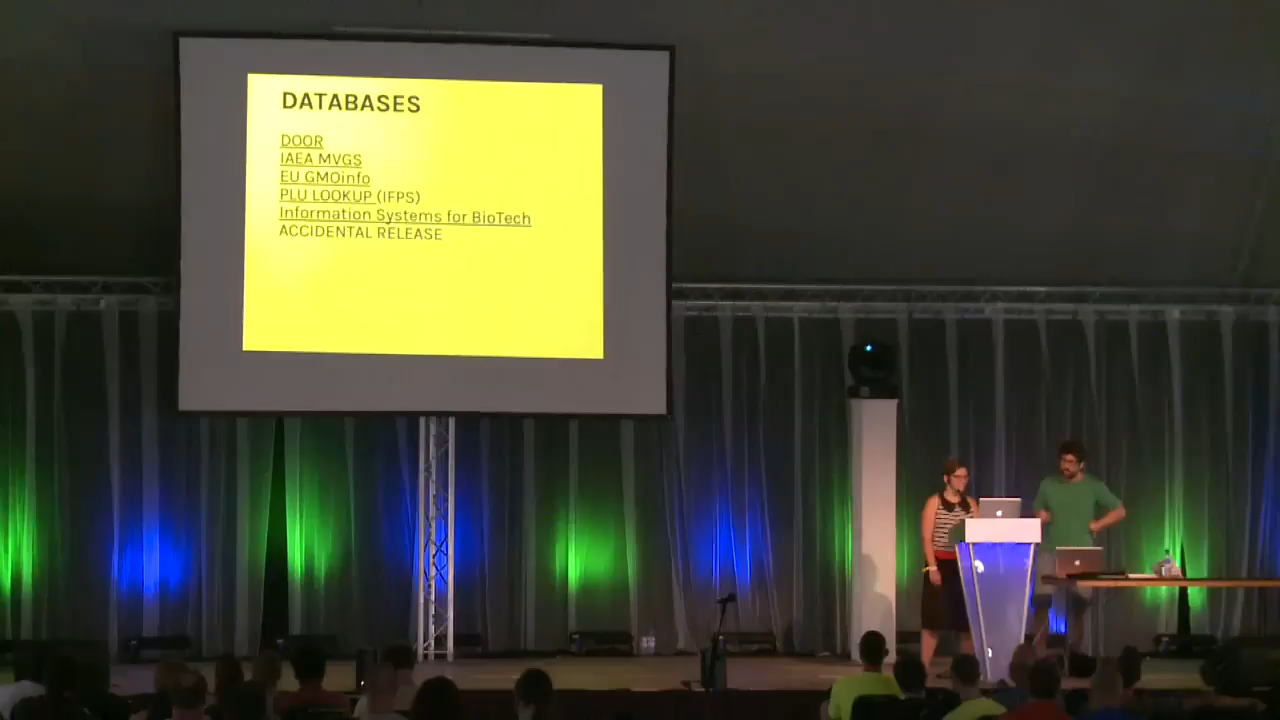 DATABASES
DOOR
IAEA MVGS
EU GMOinfo
PLU LOOKUP (IFPS)
Information Systems for BioTech
ACCIDENTAL RELEASE